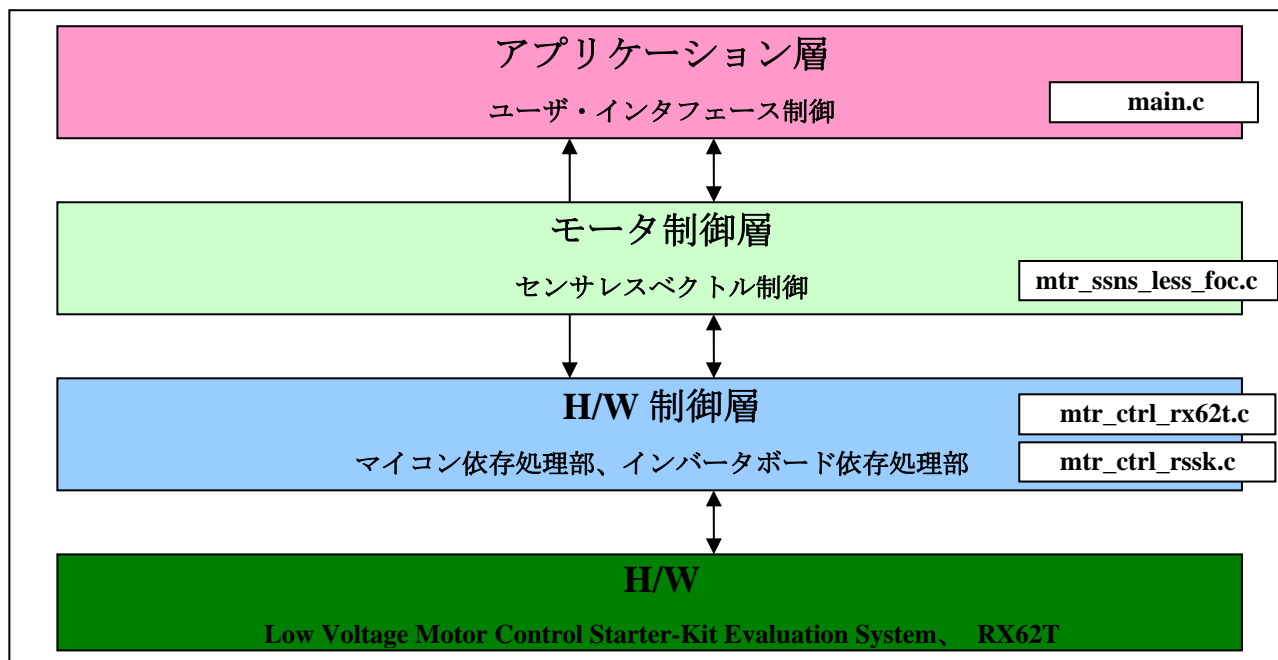 アプリケーション層
ユーザ・インタフェース制御
main.c
モータ制御層
センサレスベクトル制御
mtr_ssns_less_foc.c
H/W 制御層
マイコン依存処理部、インバータボード依存処理部
mtr_ctrl_rx62t.c
mtr_ctrl_rssk.c
H/W
Low Voltage Motor Control Starter-Kit Evaluation System、 RX62T